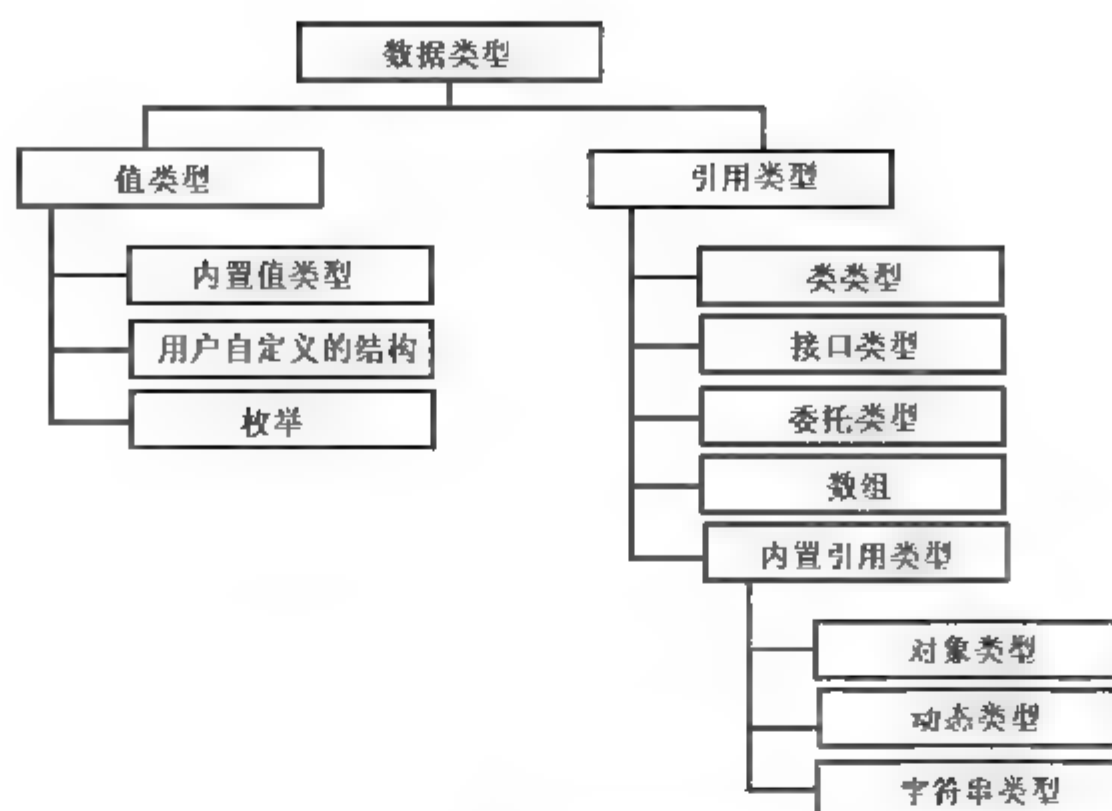 数据类型
值类型
引用类型
内置值类型
用户自定义的结构
枚举
类类型
接口类型
委托类型
数组
内置引用类型
对象类型
动态类型
字符串类型